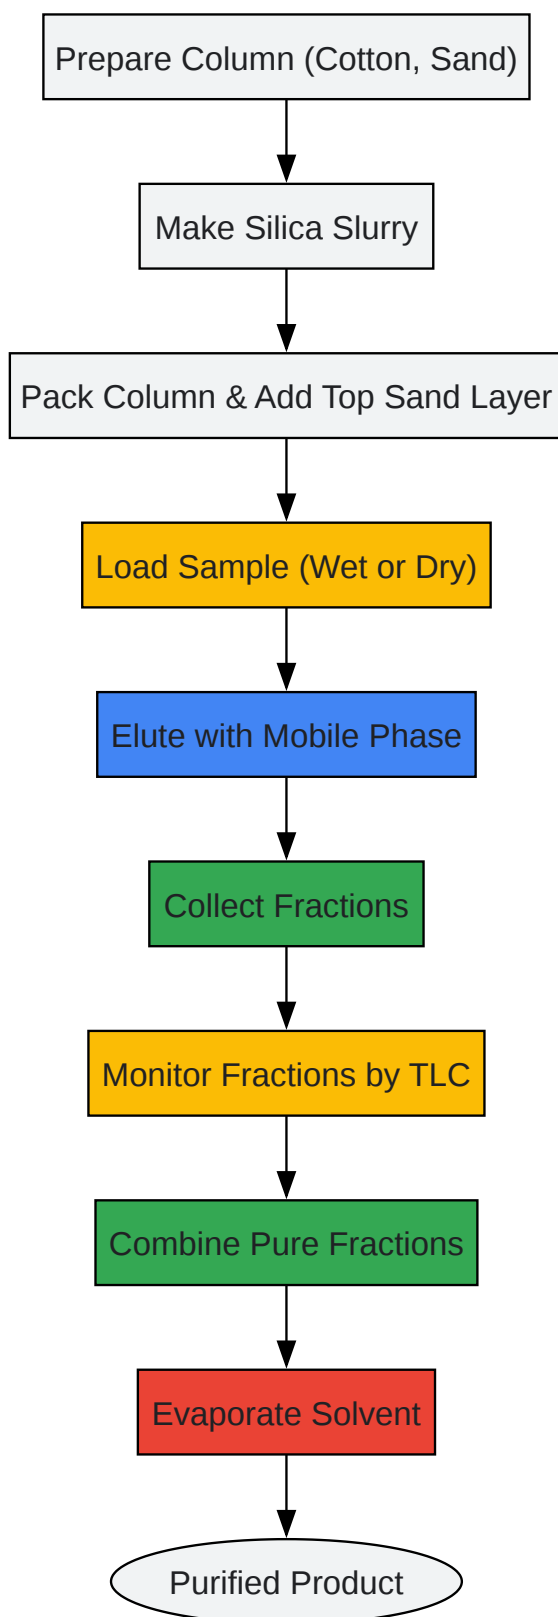 Prepare Column (Cotton, Sand)
Make Silica Slurry
Pack Column & Add Top Sand Layer
Load Sample (Wet or Dry)
Elute with Mobile Phase
Collect Fractions
Monitor Fractions by TLC
Combine Pure Fractions
Evaporate Solvent
Purified Product